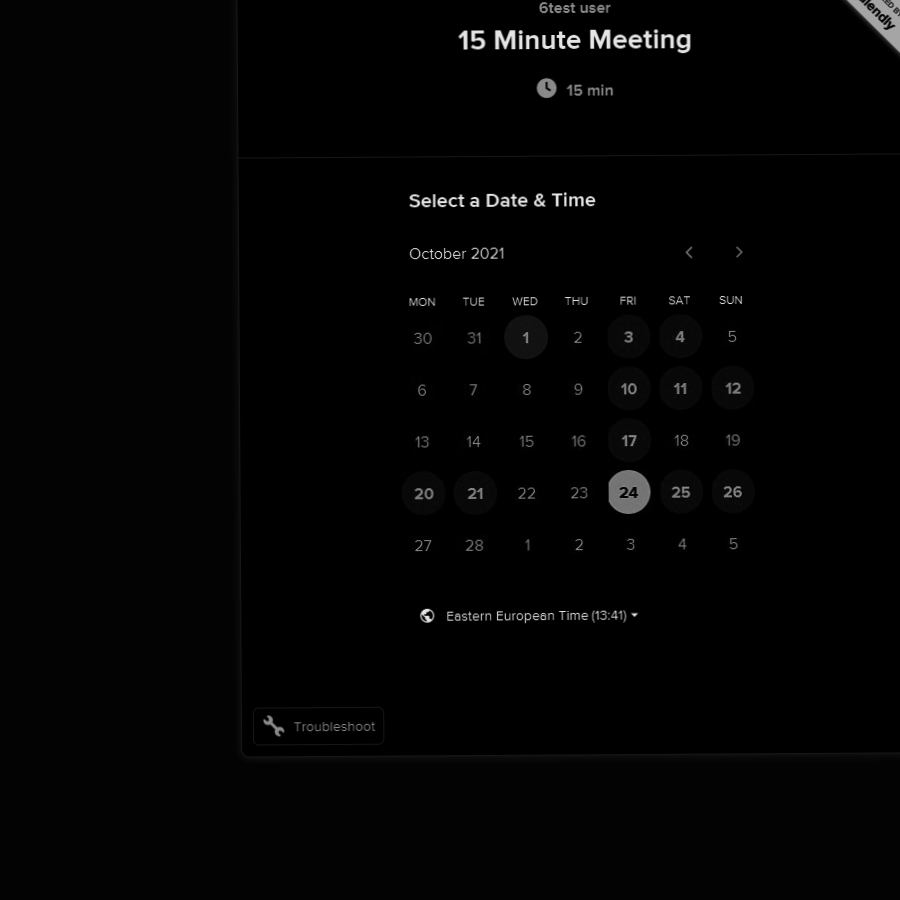 6test user
15 Minute Meeting
15 min
Select a Date & Time
October 2021
MON TUE WED THU FRI SAT SUN
30 31 1 2 3 4 5
6 7 8 9 10 11 12
13 14 15 16 17 18 19
20 21 22 23 24 25 26
27 28 1 2 3 4 5
Eastern European Time (13:41)
Troubleshoot